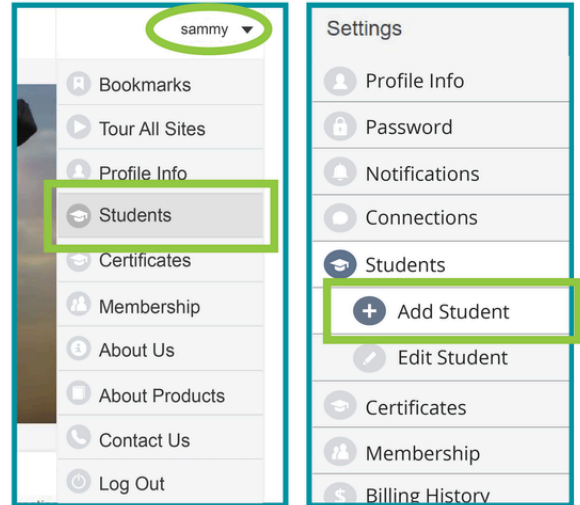 sammy
Bookmarks
Tour All Sites
Profile Info
Students
Certificates
Membership
About Us
About Products
Contact Us
Log Out
Settings
Profile Info
Password
Notifications
Connections
Students
Add Student
Edit Student
Certificates
Membership
Billing History